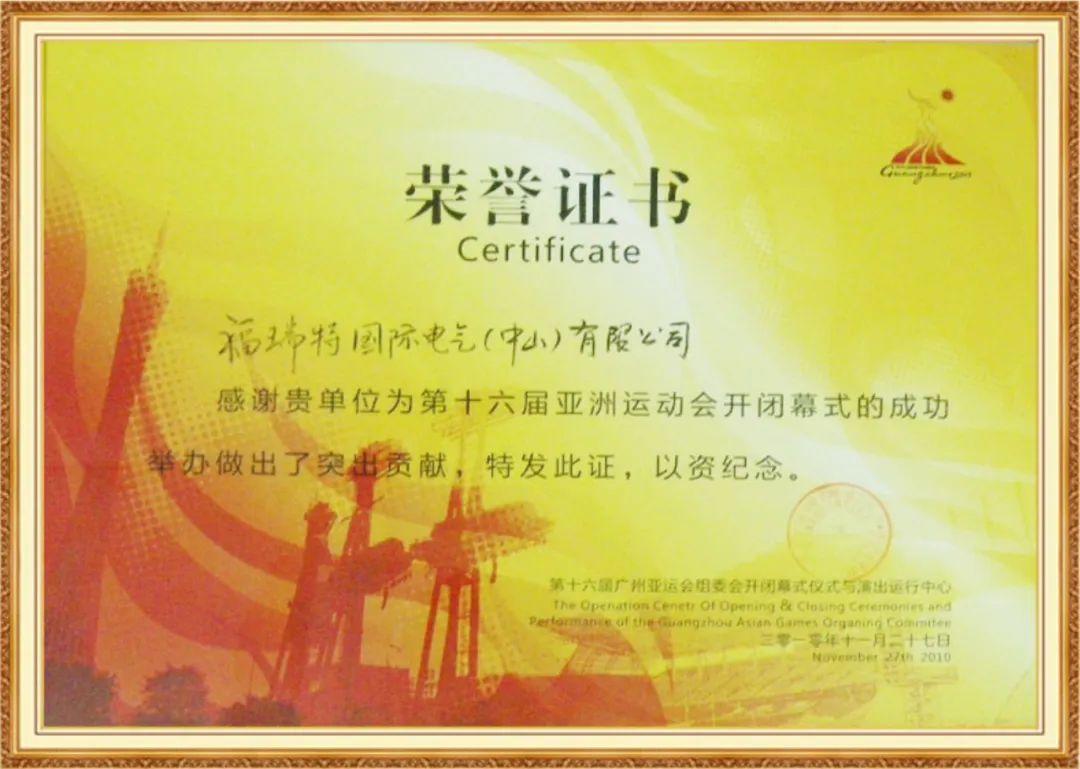 Guangzhou 2010
荣誉证书
Certificate
福瑞特国际电气(中山)有限公司
感谢贵单位为第十六届亚洲运动会开闭幕式的成功
举办做出了突出贡献，特发此证，以资纪念。
第十六届广州亚运会组委会开闭幕式仪式与演出运行中心
The Openation Cenetr Of Opening & Closing Ceremonies and
Performance of the Guangzhou Asian Games Organing Commitee
二零一零年十一月二十七日
November 27th 2010